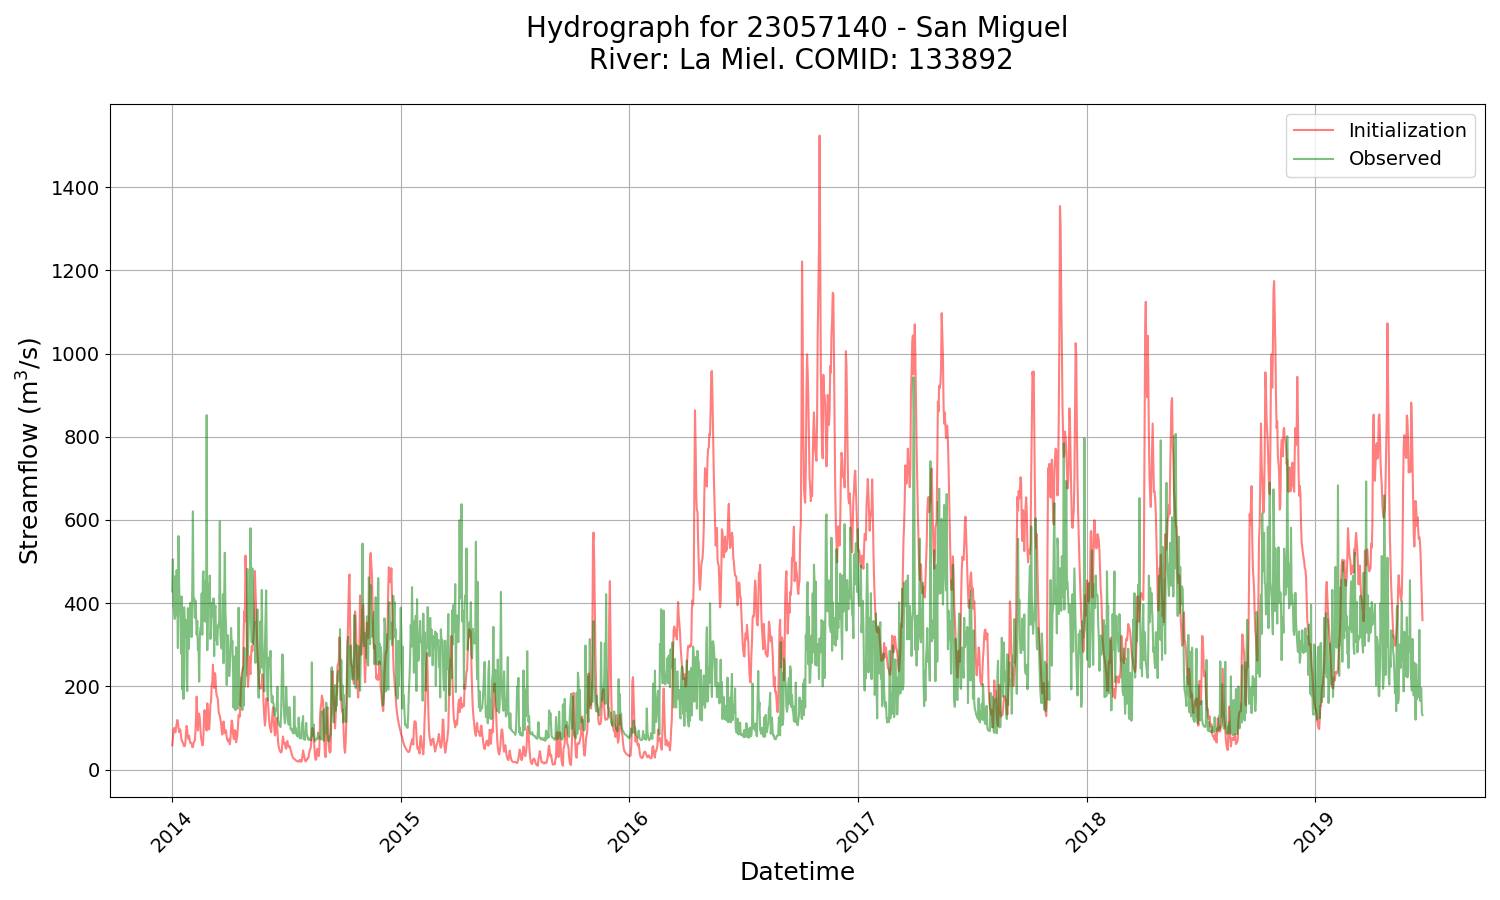 Hydrograph for 23057140 - San Miguel
River: La Miel. COMID: 133892
Initialization
Observed
Streamflow (m³/s)
1400
1200
1000
800
600
400
200
0
2014
2015
2016
2017
2018
2019
Datetime